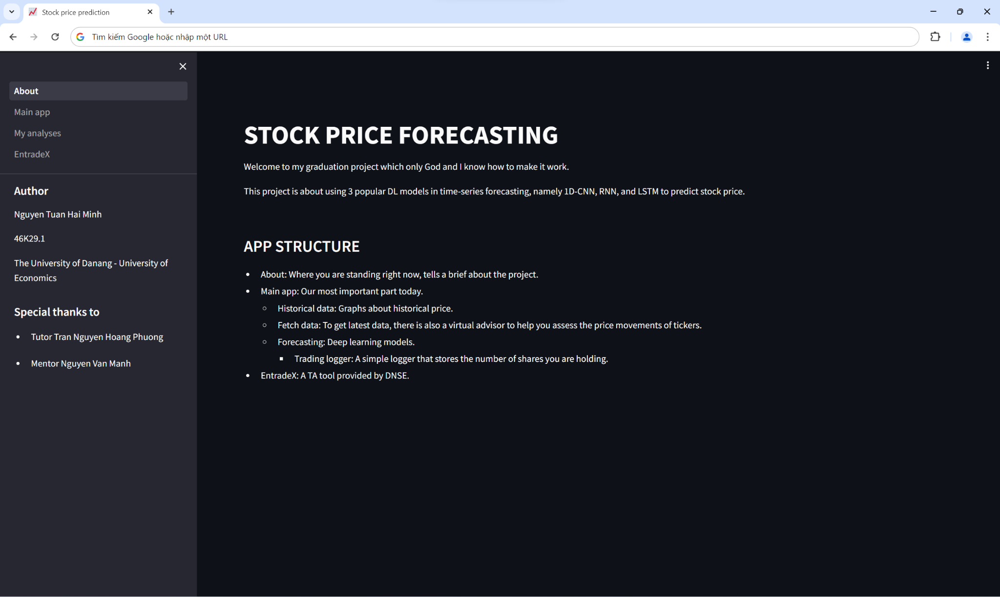 Stock price prediction
Tìm kiếm Google hoặc nhập một URL
About
Main app
My analyses
EntradeX
Author
Nguyen Tuan Hai Minh
46K29.1
The University of Danang - University of
Economics
Special thanks to
Tutor Tran Nguyen Hoang Phuong
Mentor Nguyen Van Manh
STOCK PRICE FORECASTING
Welcome to my graduation project which only God and I know how to make it work.
This project is about using 3 popular DL models in time-series forecasting, namely 1D-CNN, RNN, and LSTM to predict stock price.
APP STRUCTURE
About: Where you are standing right now, tells a brief about the project.
Main app: Our most important part today.
Historical data: Graphs about historical price.
Fetch data: To get latest data, there is also a virtual advisor to help you assess the price movements of tickers.
Forecasting: Deep learning models.
Trading logger: A simple logger that stores the number of shares you are holding.
EntradeX: A TA tool provided by DNSE.